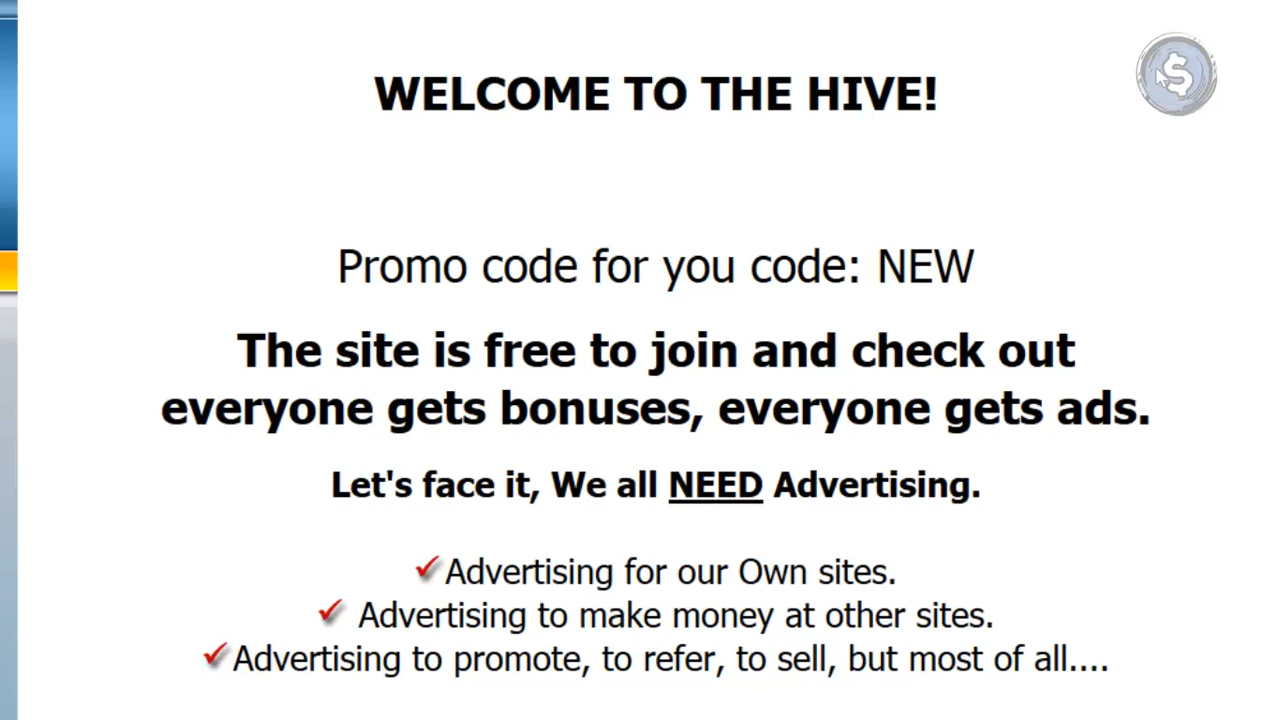 WELCOME TO THE HIVE!
Promo code for you code: NEW
The site is free to join and check out
everyone gets bonuses, everyone gets ads.
Let's face it, We all NEED Advertising.
✓Advertising for our Own sites.
✓ Advertising to make money at other sites.
✓Advertising to promote, to refer, to sell, but most of all....